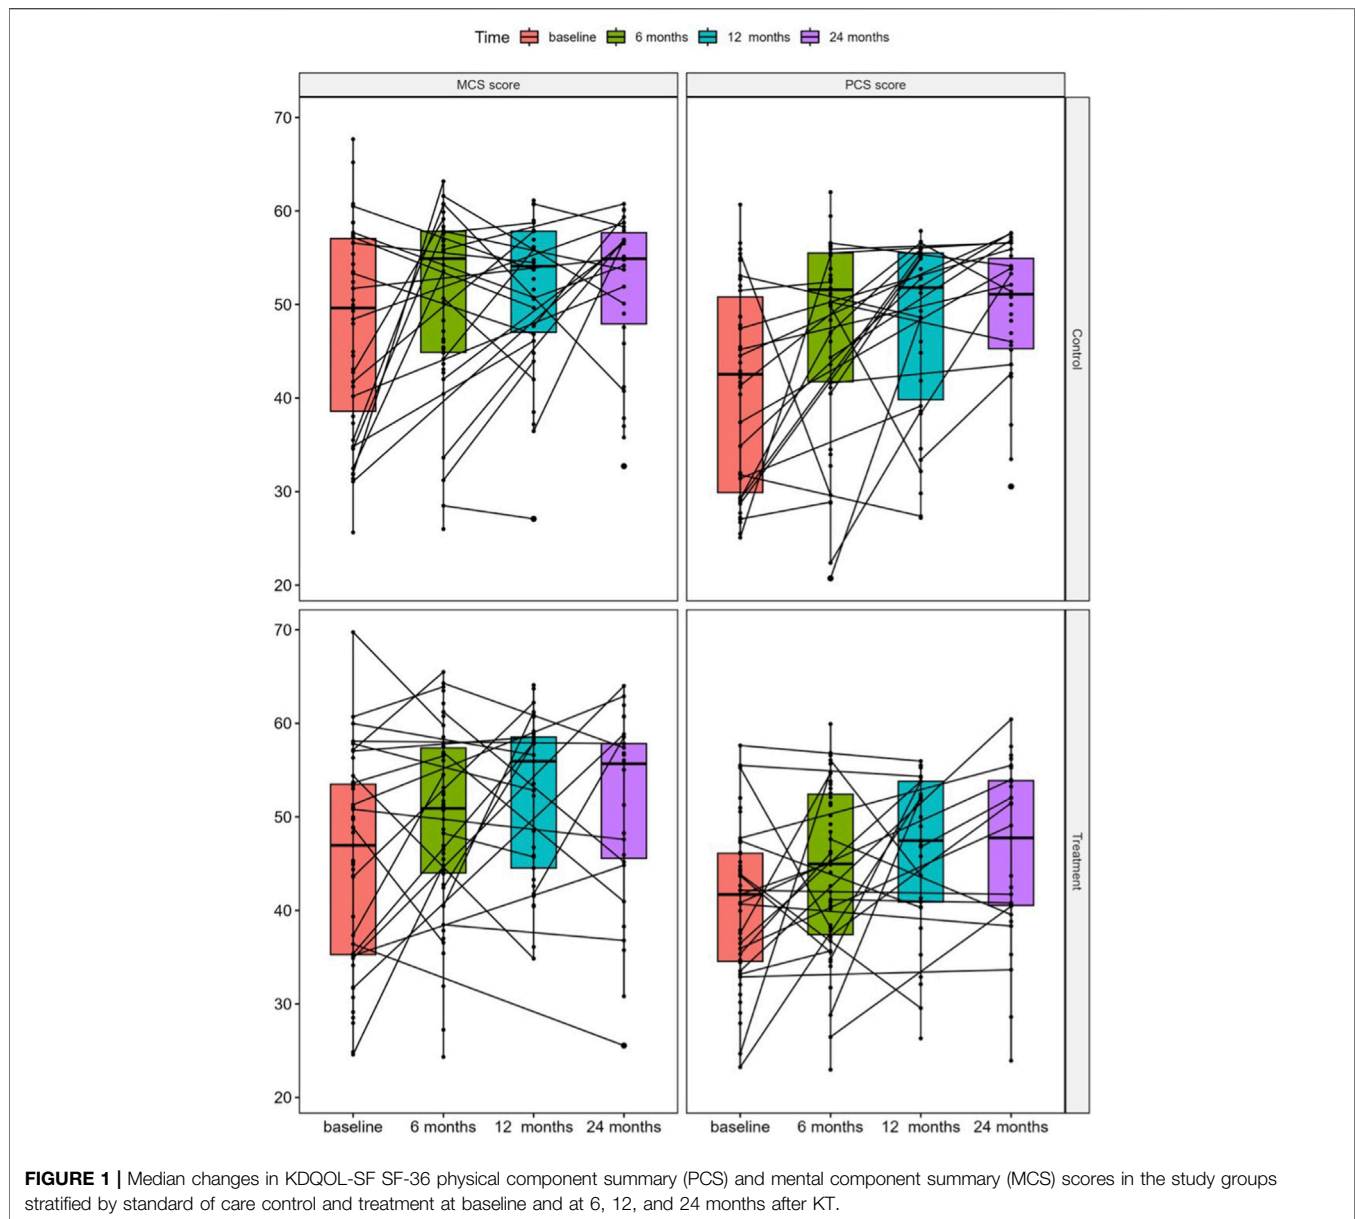 Time baseline 6 months 12 months 24 months
MCS score PCS score
70
60
50
40
30
20
Control
70
60
50
40
30
20
Treatment
baseline 6 months 12 months 24 months baseline 6 months 12 months 24 months
FIGURE 1 | Median changes in KDQOL-SF SF-36 physical component summary (PCS) and mental component summary (MCS) scores in the study groups
stratified by standard of care control and treatment at baseline and at 6, 12, and 24 months after KT.